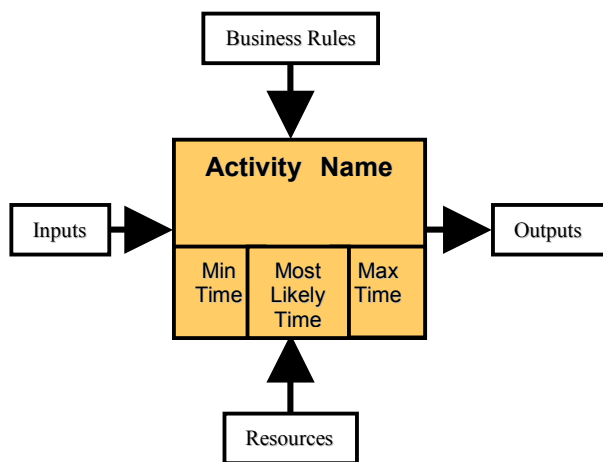 Business Rules
Activity Name
Inputs
Outputs
Min
Time
Most
Likely
Time
Max
Time
Resources